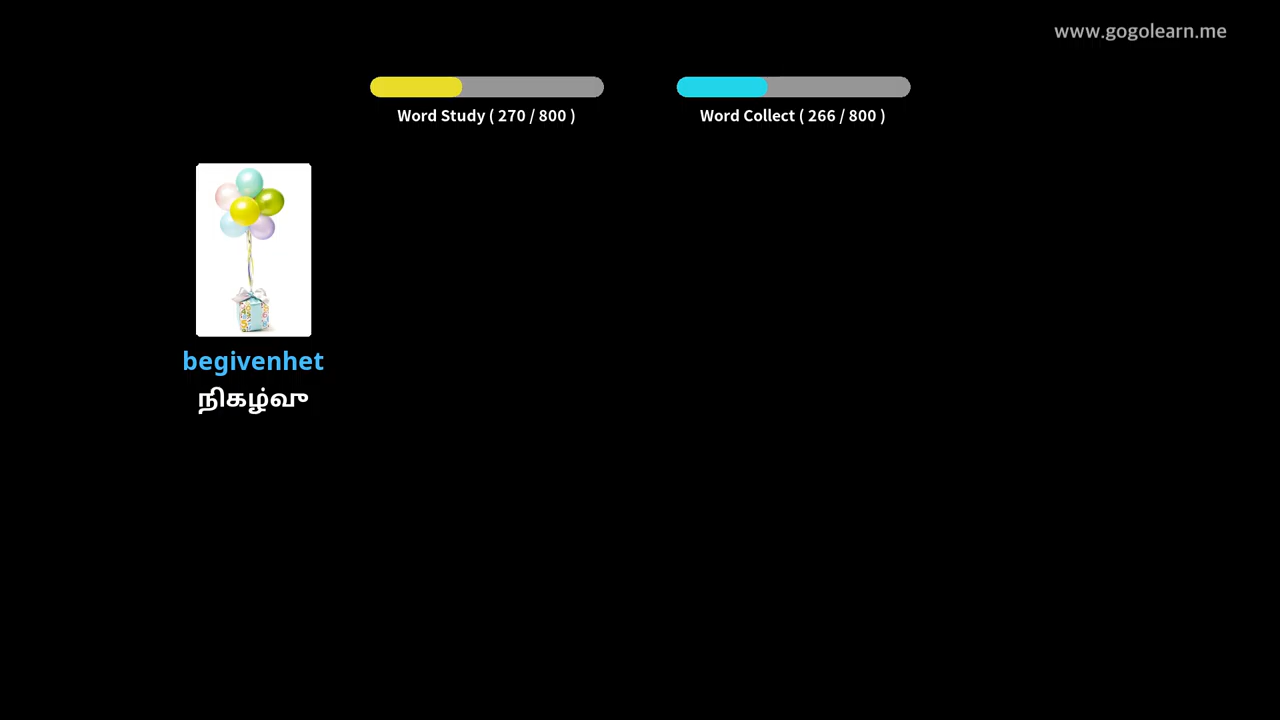 www.gogolearn.me
Word Study ( 270 / 800 )
Word Collect ( 266 / 800 )
begivenhet
நிகழ்வு